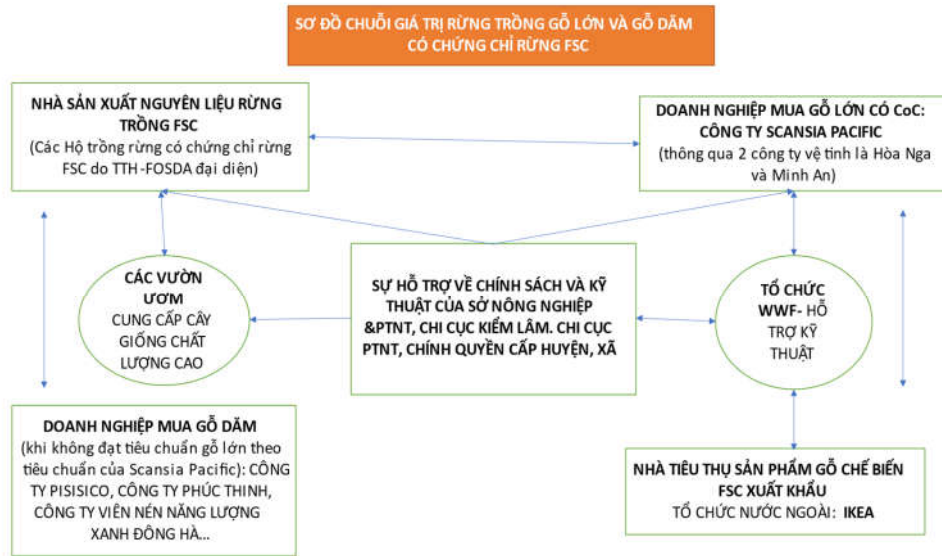 SƠ ĐỒ CHUỖI GIÁ TRỊ RỪNG TRỒNG GỖ LỚN VÀ GỖ DĂM
CÓ CHỨNG CHỈ RỪNG FSC
NHÀ SẢN XUẤT NGUYÊN LIỆU RỪNG
TRỒNG FSC
(Các Hộ trồng rừng có chứng chỉ rừng
FSC do TTH -FOSDA đại diện)
DOANH NGHIỆP MUA GỖ LỚN CÓ CoC:
CÔNG TY SCANSIA PACIFIC
(thông qua 2 công ty vệ tinh là Hòa Nga
và Minh An)
CÁC VƯỜN
ƯƠM
CUNG CẤP CÂY
GIỐNG CHẤT
LƯỢNG CAO
SỰ HỖ TRỢ VỀ CHÍNH SÁCH VÀ KỸ
THUẬT CỦA SỞ NÔNG NGHIỆP
&PTNT, CHI CỤC KIỂM LÂM. CHI CỤC
PTNT, CHÍNH QUYỀN CẤP HUYỆN, XÃ
TỔ CHỨC
WWF- HỖ
TRỢ KỸ
THUẬT
DOANH NGHIỆP MUA GỖ DĂM
(khi không đạt tiêu chuẩn gỗ lớn theo
tiêu chuẩn của Scansia Pacific): CÔNG
TY PISISICO, CÔNG TY PHÚC THINH,
CÔNG TY VIÊN NÉN NĂNG LƯỢNG
XANH ĐÔNG HÀ...
NHÀ TIÊU THỤ SẢN PHẨM GỖ CHẾ BIẾN
FSC XUẤT KHẨU
TỔ CHỨC NƯỚC NGOÀI: IKEA